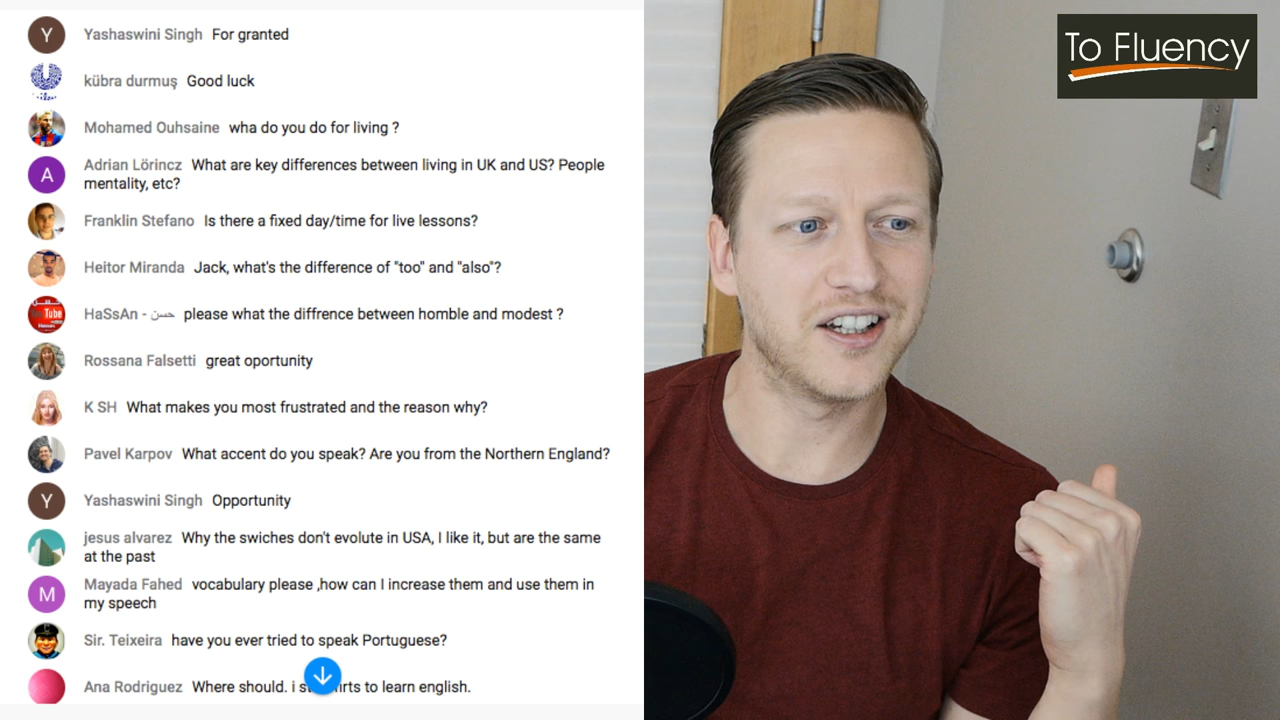 Y Yashaswini Singh For granted
kübra durmuş Good luck
Mohamed Ouhsaine wha do you do for living ?
A Adrian Lörincz What are key differences between living in UK and US? People
mentality, etc?
Franklin Stefano Is there a fixed day/time for live lessons?
Heitor Miranda Jack, what's the difference of "too" and "also"?
HaSsAn - حسن please what the diffrence between homble and modest ?
Rossana Falsetti great oportunity
K SH What makes you most frustrated and the reason why?
Pavel Karpov What accent do you speak? Are you from the Northern England?
Y Yashaswini Singh Opportunity
jesus alvarez Why the swiches don't evolute in USA, I like it, but are the same
at the past
M Mayada Fahed vocabulary please ,how can I increase them and use them in
my speech
Sir. Teixeira have you ever tried to speak Portuguese?
Ana Rodriguez Where should. i to learn english.
To Fluency
Tube